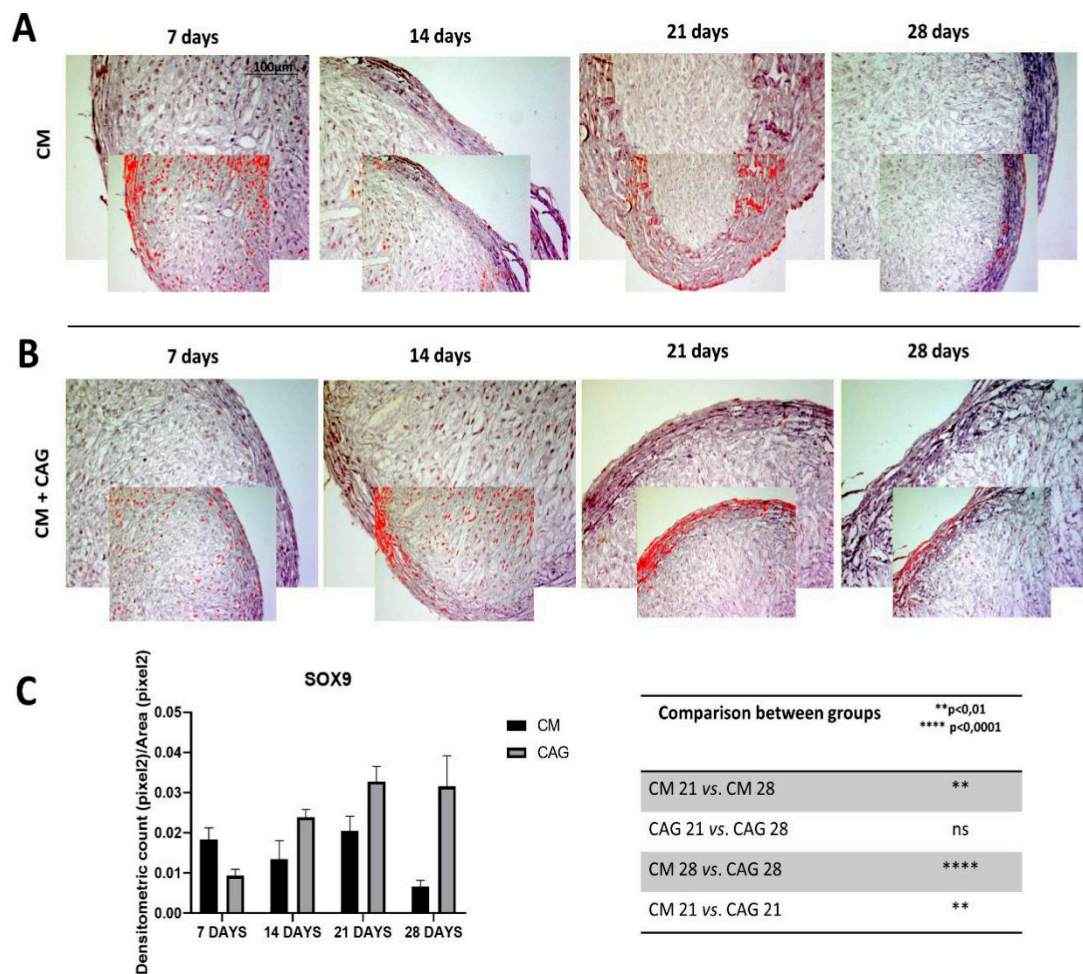 A
7 days 14 days 21 days 28 days
100µm
CM
B
7 days 14 days 21 days 28 days
CM + CAG
C
SOX9
Densitometric count (pixel2)/Area (pixel2)
0.05
0.04
0.03
0.02
0.01
0.00
7 DAYS 14 DAYS 21 DAYS 28 DAYS
CM
CAG
Comparison between groups **p<0,01
**** p<0,0001
CM 21 vs. CM 28 **
CAG 21 vs. CAG 28 ns
CM 28 vs. CAG 28 ****
CM 21 vs. CAG 21 **